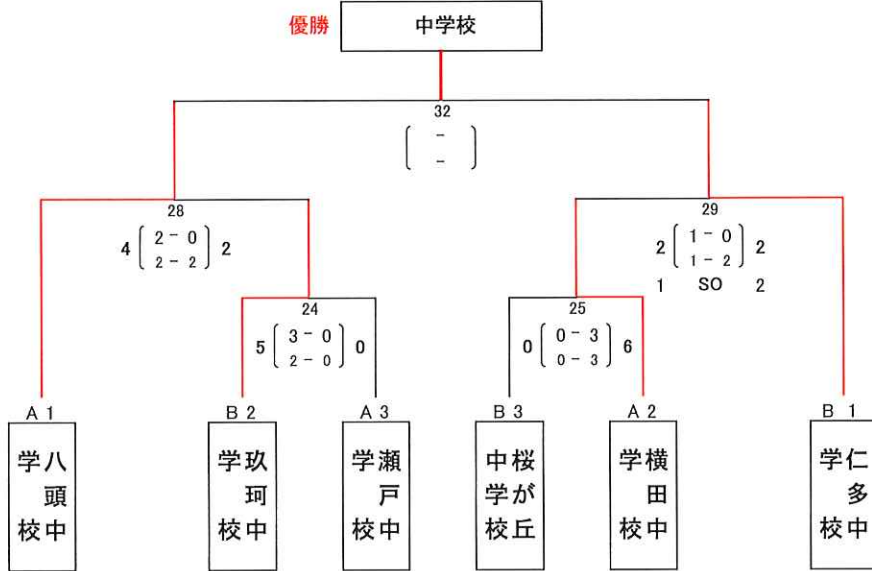 優勝 中学校
32
-
-
28
4 2 - 0 2
2 - 2
29
2 1 - 0 2
1 - 2
1 SO 2
24
5 3 - 0 0
2 - 0
25
0 0 - 3 6
0 - 3
A 1
八頭中学校
B 2
玖珂中学校
A 3
瀬戸中学校
B 3
桜が丘中学校
A 2
横田中学校
B 1
仁多中学校